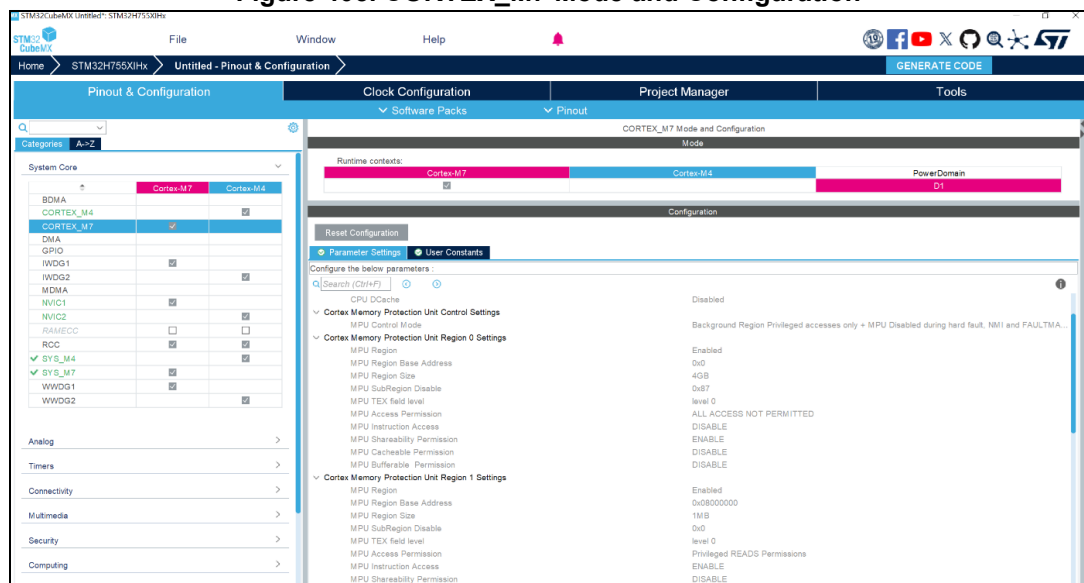 STM32CubeMX Untitled*: STM32H755XIHx
STM32 CubeMX File Window Help 19
Home STM32H755XIHx Untitled - Pinout & Configuration GENERATE CODE
Pinout & Configuration Clock Configuration Project Manager Tools
Software Packs Pinout
CORTEX_M7 Mode and Configuration
Categories A->Z
Mode
System Core
Runtime contexts:
Cortex-M7 Cortex-M4 PowerDomain
D1
Cortex-M7 Cortex-M4
BDMA
CORTEX_M4
CORTEX_M7
DMA
GPIO
IWDG1
IWDG2
MDMA
NVIC1
NVIC2
RAMECC
RCC
SYS_M4
SYS_M7
WWDG1
WWDG2
Analog
Timers
Connectivity
Multimedia
Security
Computing
Configuration
Reset Configuration
Parameter Settings User Constants
Configure the below parameters :
Search (Ctrl+F)
CPU DCache Disabled
Cortex Memory Protection Unit Control Settings
MPU Control Mode Background Region Privileged accesses only + MPU Disabled during hard fault, NMI and FAULTMA...
Cortex Memory Protection Unit Region 0 Settings
MPU Region Enabled
MPU Region Base Address 0x0
MPU Region Size 4GB
MPU SubRegion Disable 0x87
MPU TEX field level level 0
MPU Access Permission ALL ACCESS NOT PERMITTED
MPU Instruction Access DISABLE
MPU Shareability Permission ENABLE
MPU Cacheable Permission DISABLE
MPU Bufferable Permission DISABLE
Cortex Memory Protection Unit Region 1 Settings
MPU Region Enabled
MPU Region Base Address 0x08000000
MPU Region Size 1MB
MPU SubRegion Disable 0x0
MPU TEX field level level 0
MPU Access Permission Privileged READS Permissions
MPU Instruction Access ENABLE
MPU Shareability Permission DISABLE